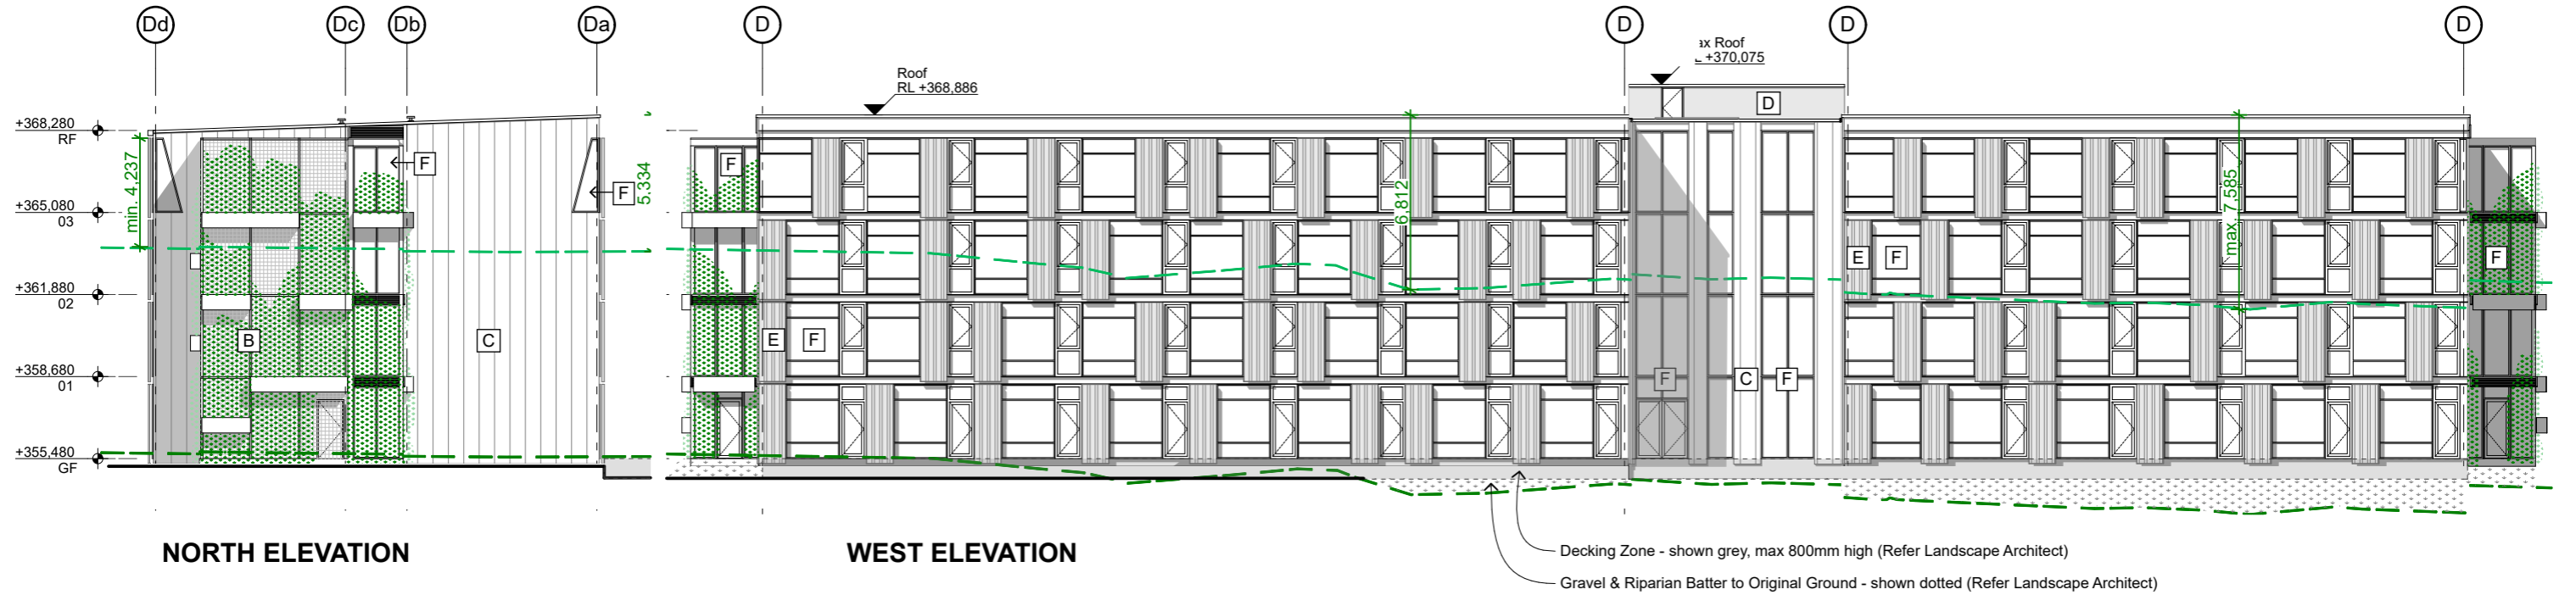 Dd Dc Db Da D D D D
Roof
RL +368,886
ax Roof
L +370,075
D
+368,280
RF
min. 4,237
F
F
5.334
F
6,812
max. 7,585
+365,080
03
E F
F
+361,880
02
B
C
E F
+358,680
01
F C F
+355,480
GF
NORTH ELEVATION
WEST ELEVATION
Decking Zone - shown grey, max 800mm high (Refer Landscape Architect)
Gravel & Riparian Batter to Original Ground - shown dotted (Refer Landscape Architect)